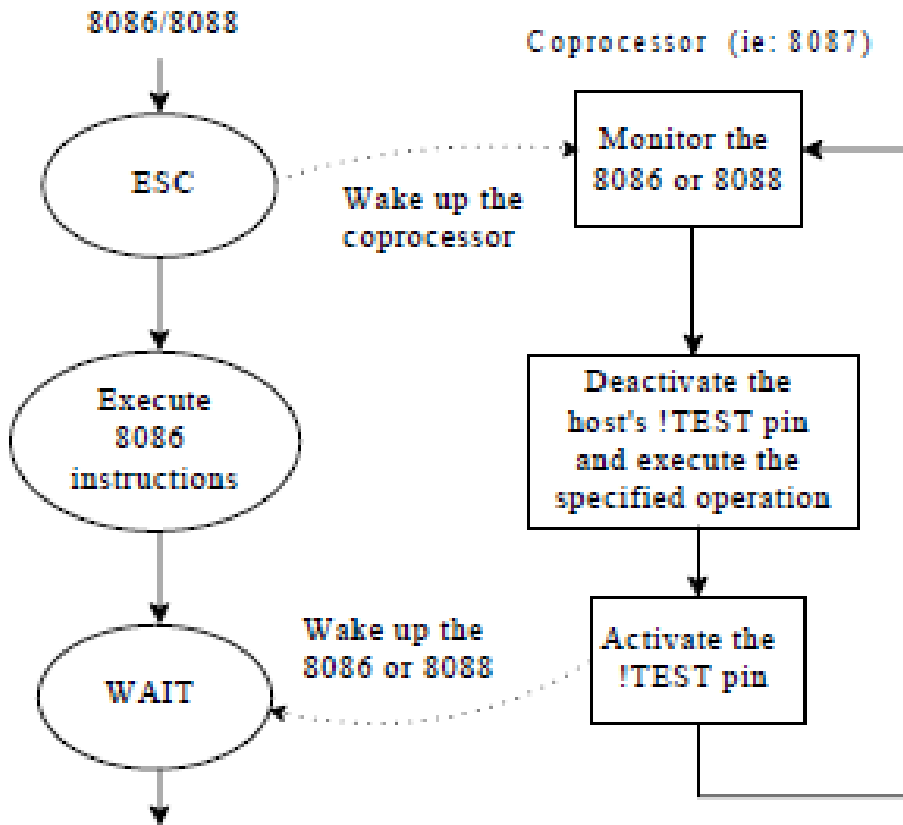 8086/8088
Coprocessor (ie: 8087)
ESC
Wake up the
coprocessor
Monitor the
8086 or 8088
Execute
8086
instructions
Deactivate the
host's !TEST pin
and execute the
specified operation
WAIT
Wake up the
8086 or 8088
Activate the
!TEST pin